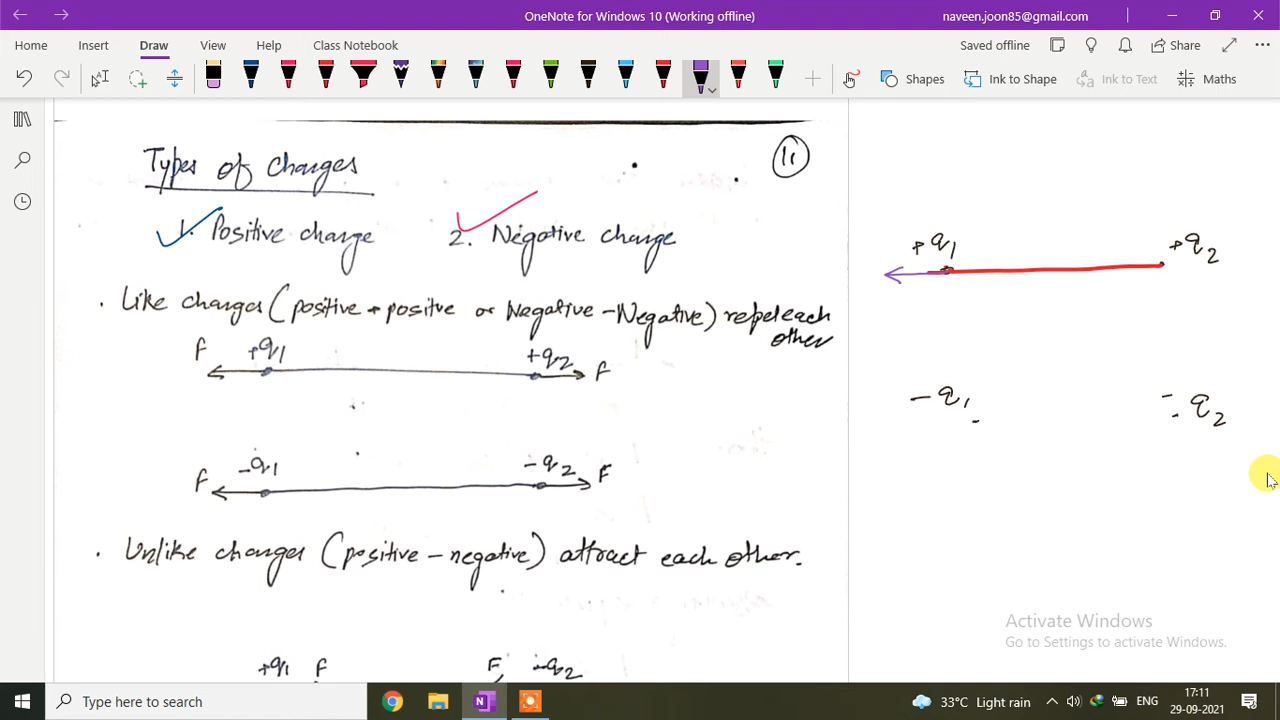 OneNote for Windows 10 (Working offline)
naveen.joon85@gmail.com
Home Insert Draw View Help Class Notebook
Saved offline Share
Shapes Ink to Shape Ink to Text Maths
11
Types of charges
1. Positive charge 2. Negative charge
. Like charges (positive + positive or Negative - Negative) repel each
other
F +q1 +q2 F
F -q1 -q2 F
. Unlike charges (positive - negative) attract each other.
+q1 F F -q2
+q1 +q2
-q1 -q2
Activate Windows
Go to Settings to activate Windows.
Type here to search
33°C Light rain
ENG
17:11
29-09-2021